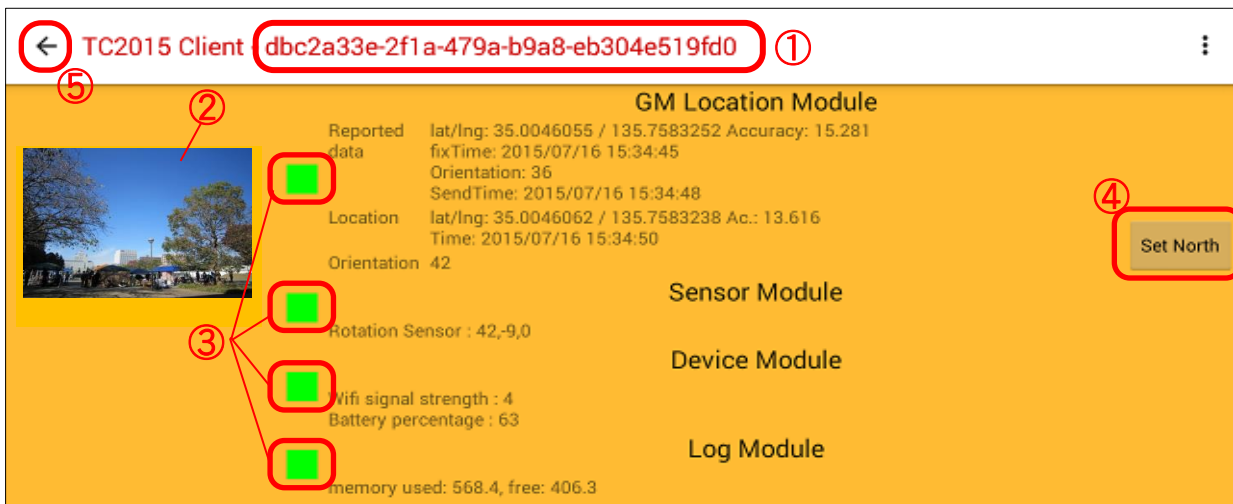 ← TC2015 Client - dbc2a33e-2f1a-479a-b9a8-eb304e519fd0 ①
⑤
②
GM Location Module
Reported data
lat/lng: 35.0046055 / 135.7583252 Accuracy: 15.281
fixTime: 2015/07/16 15:34:45
Orientation: 36
SendTime: 2015/07/16 15:34:48
Location
lat/lng: 35.0046062 / 135.7583238 Ac.: 13.616
Time: 2015/07/16 15:34:50
Orientation 42
④
Set North
Sensor Module
③
Rotation Sensor : 42,-9,0
Device Module
Wifi signal strength : 4
Battery percentage : 63
Log Module
memory used: 568.4, free: 406.3